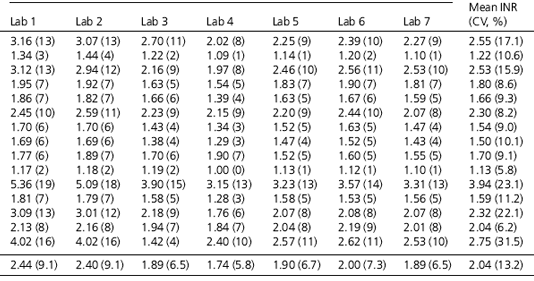 Mean INR
Lab 1 Lab 2 Lab 3 Lab 4 Lab 5 Lab 6 Lab 7 (CV, %)
3.16 (13) 3.07 (13) 2.70 (11) 2.02 (8) 2.25 (9) 2.39 (10) 2.27 (9) 2.55 (17.1)
1.34 (3) 1.44 (4) 1.22 (2) 1.09 (1) 1.14 (1) 1.20 (2) 1.10 (1) 1.22 (10.6)
3.12 (13) 2.94 (12) 2.16 (9) 1.97 (8) 2.46 (10) 2.56 (11) 2.53 (10) 2.53 (15.9)
1.95 (7) 1.92 (7) 1.63 (5) 1.54 (5) 1.83 (7) 1.90 (7) 1.81 (7) 1.80 (8.6)
1.86 (7) 1.82 (7) 1.66 (6) 1.39 (4) 1.63 (5) 1.67 (6) 1.59 (5) 1.66 (9.3)
2.45 (10) 2.59 (11) 2.23 (9) 2.15 (9) 2.20 (9) 2.44 (10) 2.07 (8) 2.30 (8.2)
1.70 (6) 1.70 (6) 1.43 (4) 1.34 (3) 1.52 (5) 1.63 (5) 1.47 (4) 1.54 (9.0)
1.69 (6) 1.69 (6) 1.38 (4) 1.29 (3) 1.47 (4) 1.52 (5) 1.43 (4) 1.50 (10.1)
1.77 (6) 1.89 (7) 1.70 (6) 1.90 (7) 1.52 (5) 1.60 (5) 1.55 (5) 1.70 (9.1)
1.17 (2) 1.18 (2) 1.19 (2) 1.00 (0) 1.13 (1) 1.12 (1) 1.10 (1) 1.13 (5.8)
5.36 (19) 5.09 (18) 3.90 (15) 3.15 (13) 3.23 (13) 3.57 (14) 3.31 (13) 3.94 (23.1)
1.81 (7) 1.79 (7) 1.58 (5) 1.28 (3) 1.58 (5) 1.53 (5) 1.56 (5) 1.59 (11.2)
3.09 (13) 3.01 (12) 2.18 (9) 1.76 (6) 2.07 (8) 2.08 (8) 2.07 (8) 2.32 (22.1)
2.13 (8) 2.16 (8) 1.94 (7) 1.84 (7) 2.04 (8) 2.19 (9) 2.01 (8) 2.04 (6.2)
4.02 (16) 4.02 (16) 1.42 (4) 2.40 (10) 2.57 (11) 2.62 (11) 2.53 (10) 2.75 (31.5)
2.44 (9.1) 2.40 (9.1) 1.89 (6.5) 1.74 (5.8) 1.90 (6.7) 2.00 (7.3) 1.89 (6.5) 2.04 (13.2)